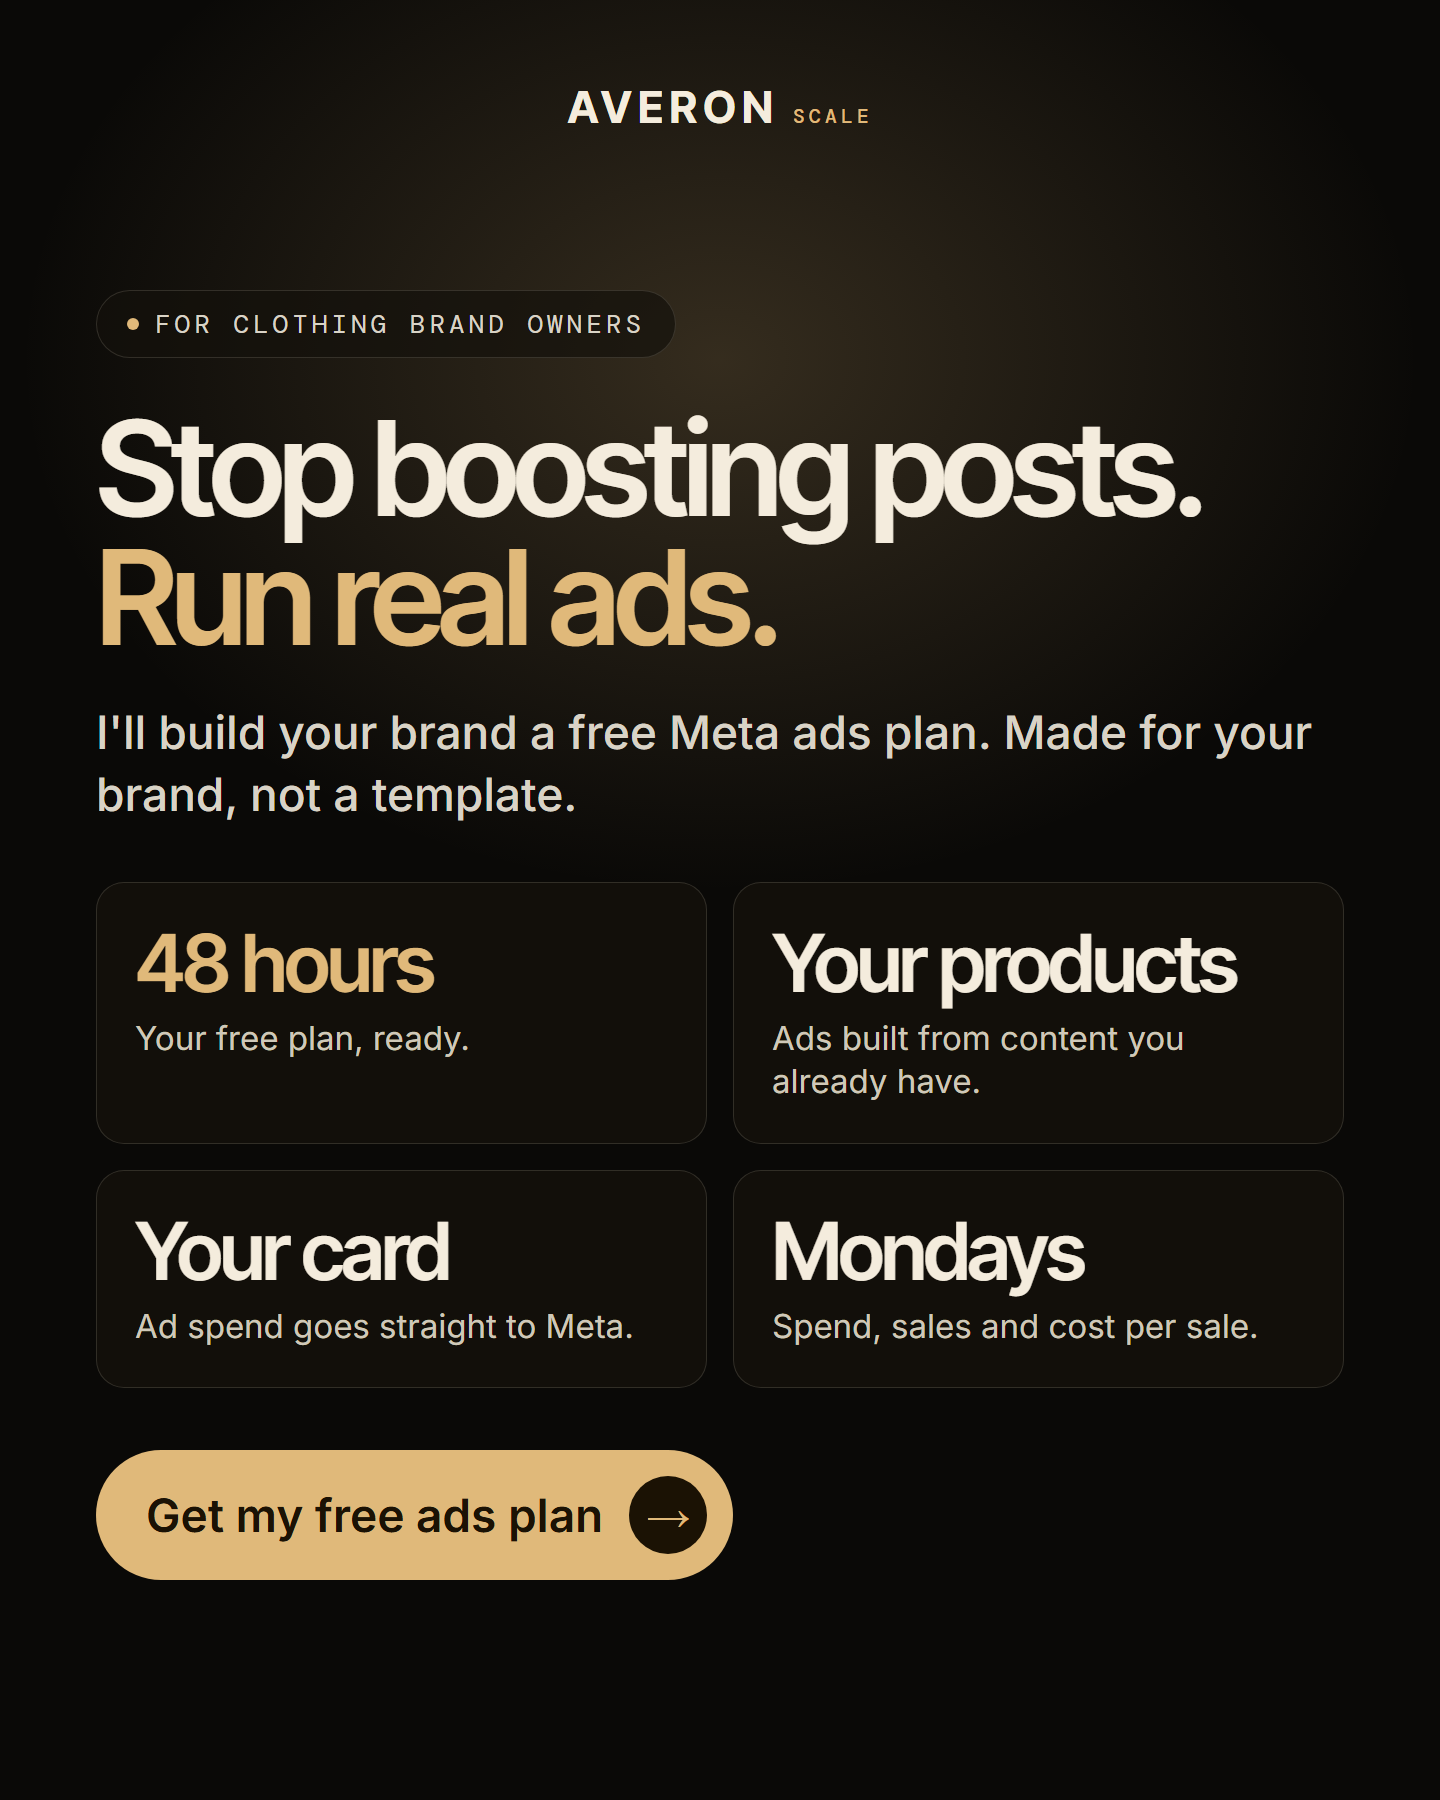 AVERON SCALE
FOR CLOTHING BRAND OWNERS
Stop boosting posts.
Run real ads.
I'll build your brand a free Meta ads plan. Made for your
brand, not a template.
48 hours
Your free plan, ready.
Your products
Ads built from content you
already have.
Your card
Ad spend goes straight to Meta.
Mondays
Spend, sales and cost per sale.
Get my free ads plan →